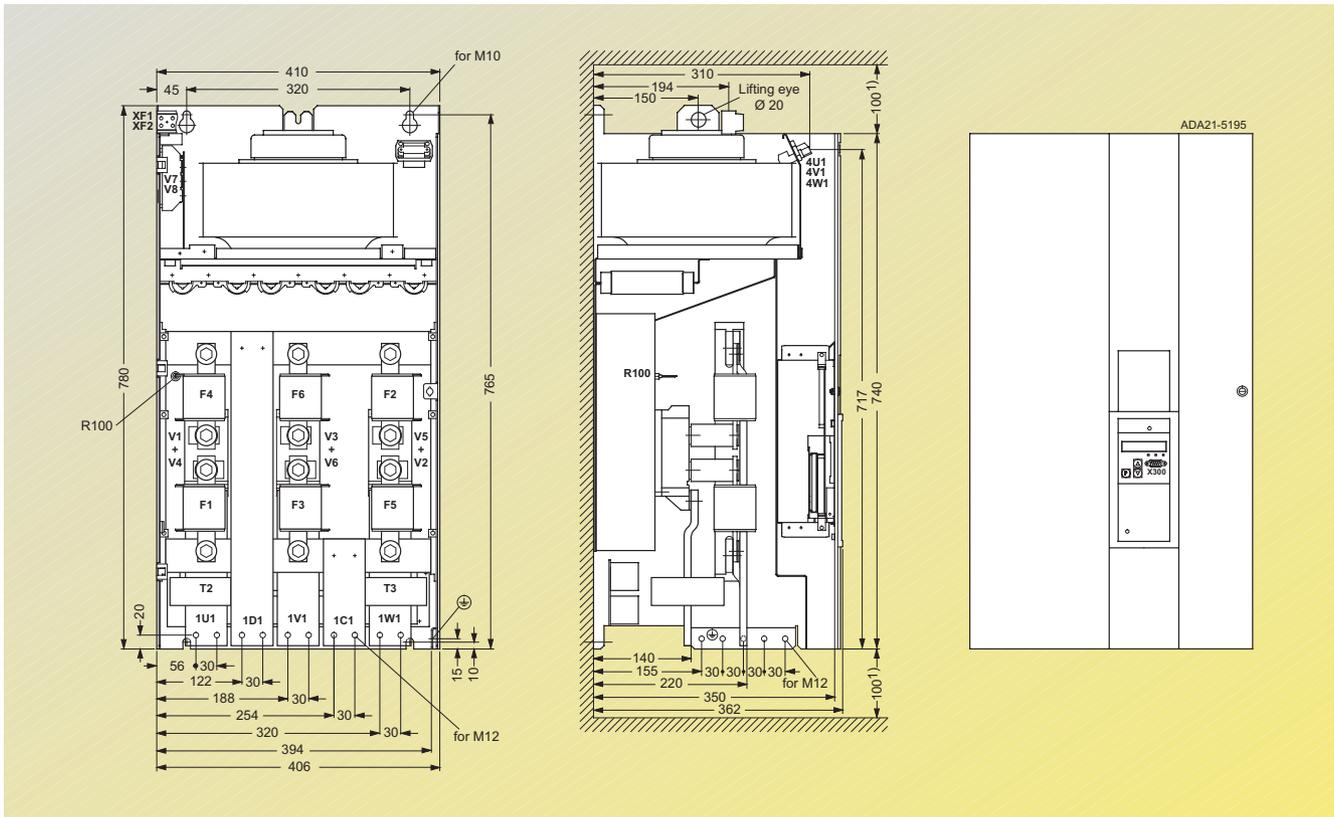 for M10
410
45
320
XF1
XF2
V7
V8
780
765
F4
F6
F2
R100
V1
+
V4
V3
+
V6
V5
+
V2
F1
F3
F5
T2
T3
1U1
1D1
1V1
1C1
1W1
20
56
30
122
30
188
30
254
30
320
30
394
406
15
10
for M12
310
194
150
Lifting eye
Ø 20
100 1)
4U1
4V1
4W1
R100
717
740
140
155
30
30
30
30
220
for M12
350
362
100 1)
ADA21-5195
P
X300